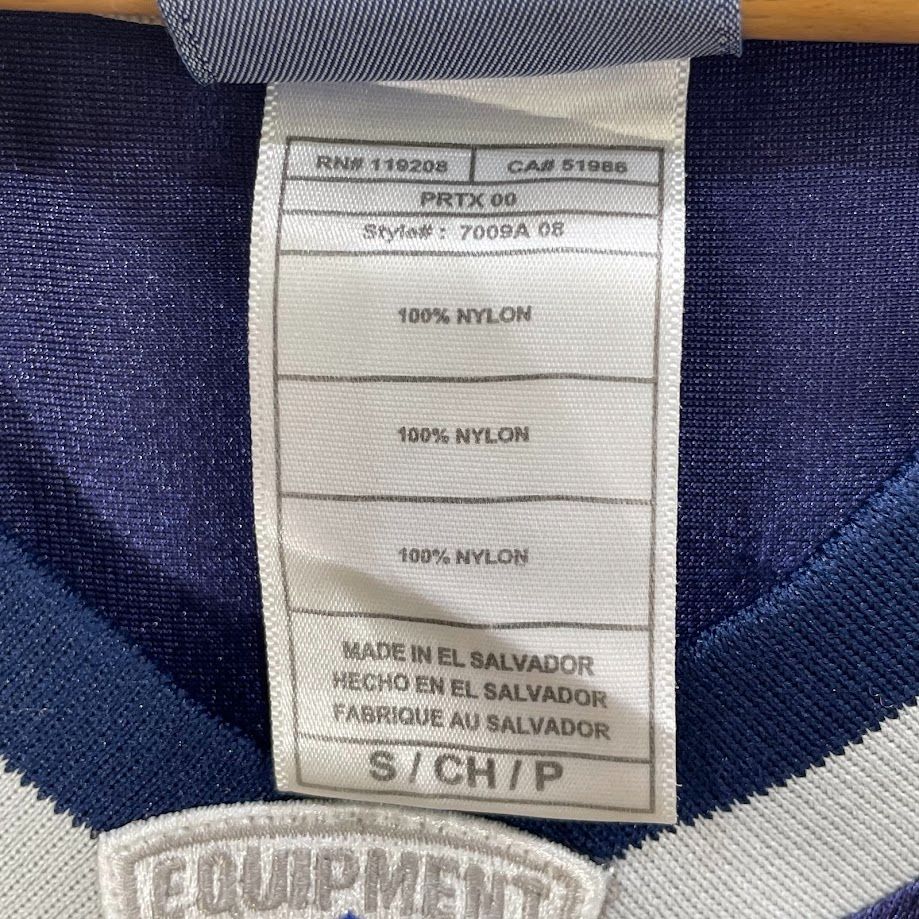 RN# 119208 CA# 51986
PRTX 00
Style# : 7009A 08
100% NYLON
100% NYLON
100% NYLON
MADE IN EL SALVADOR
HECHO EN EL SALVADOR
FABRIQUE AU SALVADOR
S / CH / P
EQUIPMENT